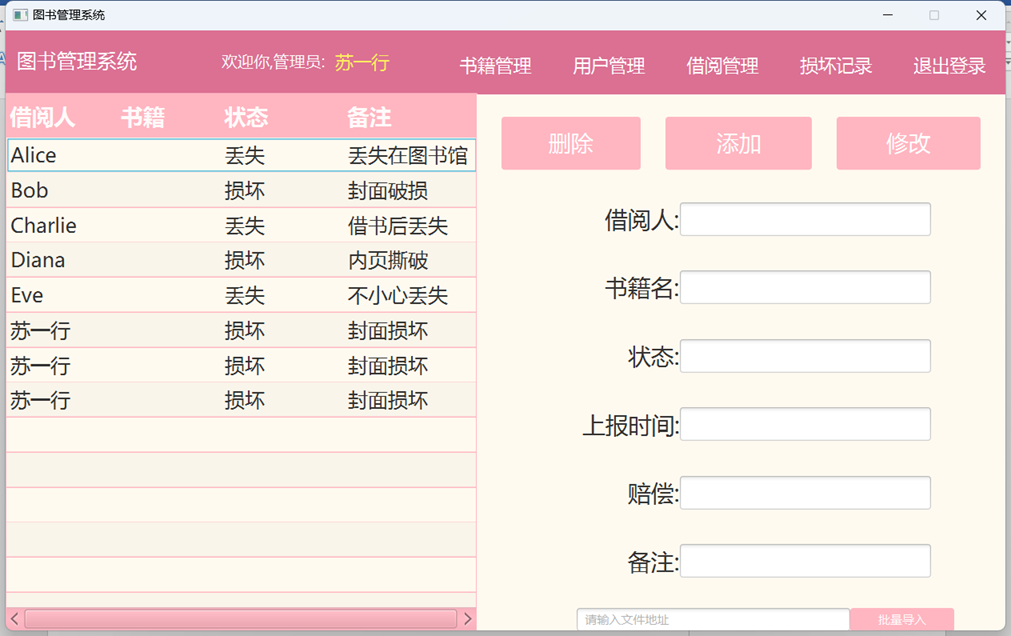 图书管理系统
图书管理系统 欢迎你,管理员: 苏一行 书籍管理 用户管理 借阅管理 损坏记录 退出登录
借阅人 书籍 状态 备注
Alice 丢失 丢失在图书馆
Bob 损坏 封面破损
Charlie 丢失 借书后丢失
Diana 损坏 内页撕破
Eve 丢失 不小心丢失
苏一行 损坏 封面损坏
苏一行 损坏 封面损坏
苏一行 损坏 封面损坏
删除 添加 修改
借阅人:
书籍名:
状态:
上报时间:
赔偿:
备注:
请输入文件地址 批量导入